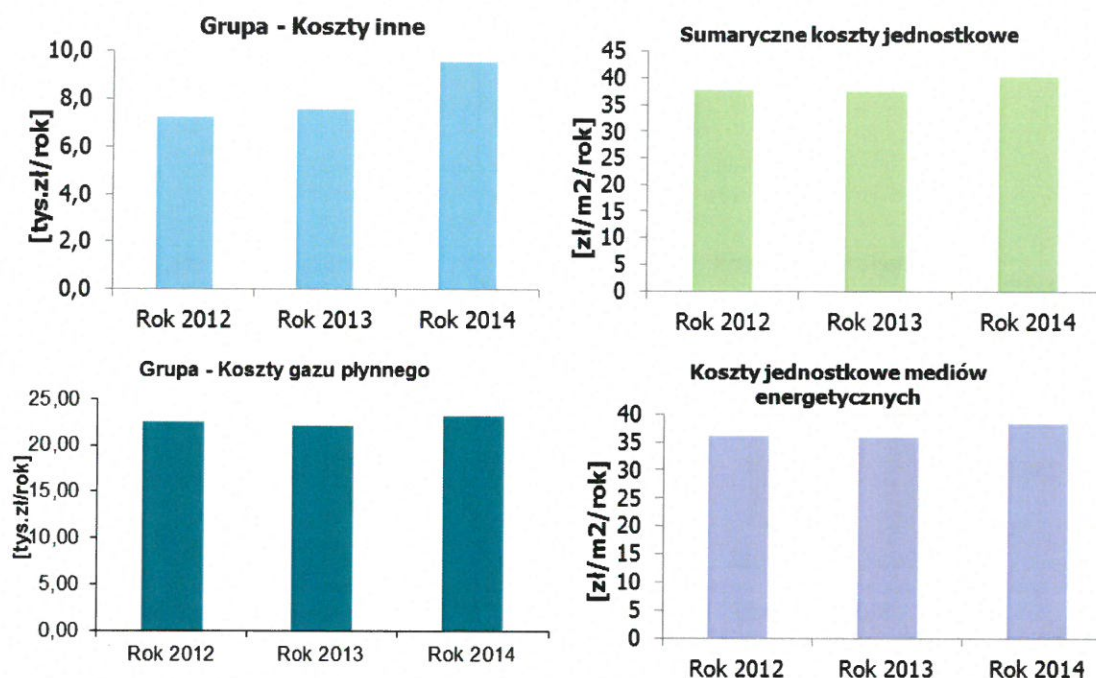 Grupa - Koszty inne
[tys.zł/rok]
10,0
8,0
6,0
4,0
2,0
0,0
Rok 2012 Rok 2013 Rok 2014
Sumaryczne koszty jednostkowe
[zł/m2/rok]
45
40
35
30
25
20
15
10
5
0
Rok 2012 Rok 2013 Rok 2014
Grupa - Koszty gazu płynnego
[tys.zł/rok]
25,00
20,00
15,00
10,00
5,00
0,00
Rok 2012 Rok 2013 Rok 2014
Koszty jednostkowe mediów
energetycznych
[zł/m2/rok]
40
35
30
25
20
15
10
5
0
Rok 2012 Rok 2013 Rok 2014